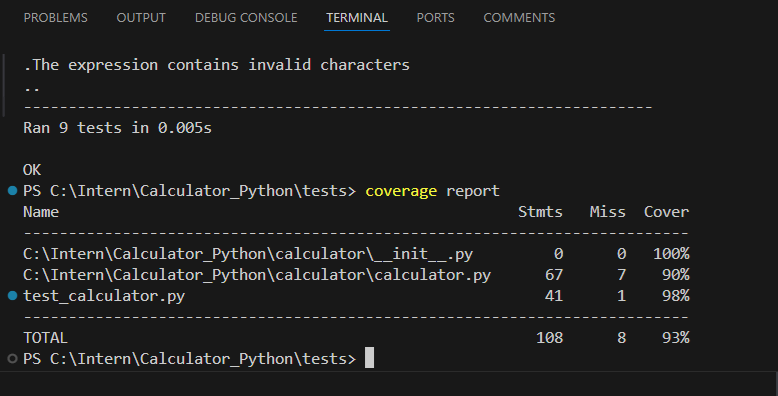 PROBLEMS OUTPUT DEBUG CONSOLE TERMINAL PORTS COMMENTS
.The expression contains invalid characters
..
----------------------------------------------------------------------
Ran 9 tests in 0.005s
OK
PS C:\Intern\Calculator_Python\tests> coverage report
Name Stmts Miss Cover
--------------------------------------------------------------------------
C:\Intern\Calculator_Python\calculator\__init__.py 0 0 100%
C:\Intern\Calculator_Python\calculator\calculator.py 67 7 90%
test_calculator.py 41 1 98%
--------------------------------------------------------------------------
TOTAL 108 8 93%
PS C:\Intern\Calculator_Python\tests>